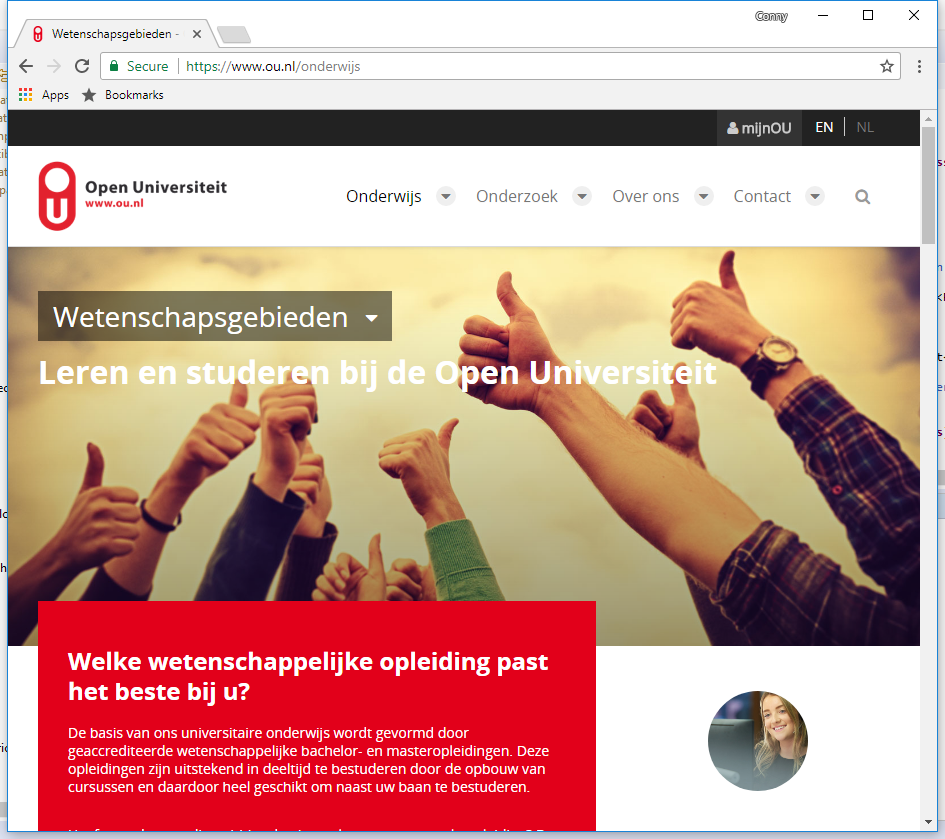 Conny
Wetenschapsgebieden -
Secure https://www.ou.nl/onderwijs
Apps Bookmarks
mijnOU EN NL
Open Universiteit
www.ou.nl
Onderwijs Onderzoek Over ons Contact
Wetenschapsgebieden
Leren en studeren bij de Open Universiteit
Welke wetenschappelijke opleiding past
het beste bij u?
De basis van ons universitaire onderwijs wordt gevormd door
geaccrediteerde wetenschappelijke bachelor- en masteropleidingen. Deze
opleidingen zijn uitstekend in deeltijd te bestuderen door de opbouw van
cursussen en daardoor heel geschikt om naast uw baan te bestuderen.